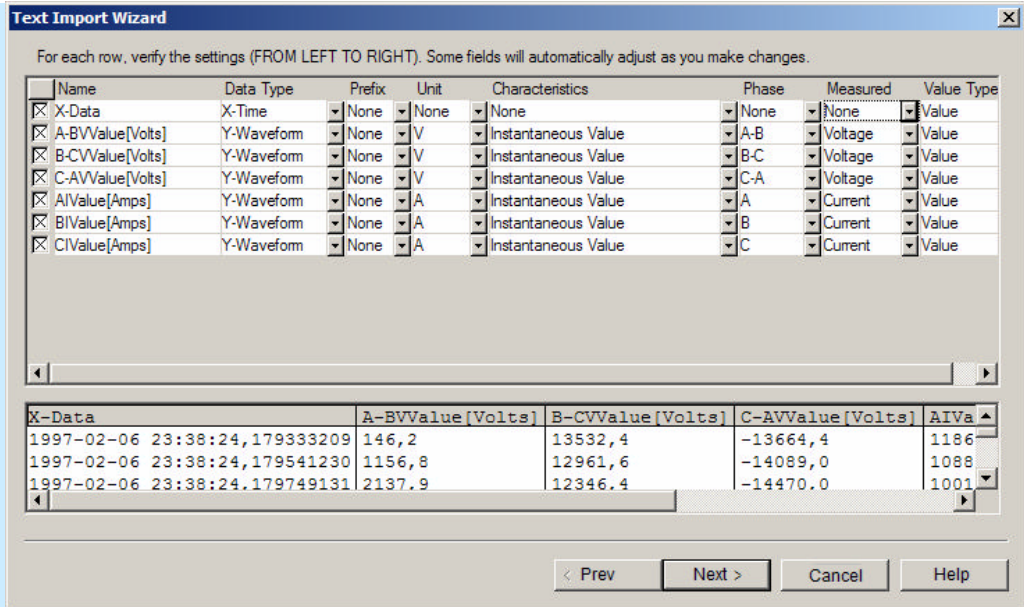 Text Import Wizard
For each row, verify the settings (FROM LEFT TO RIGHT). Some fields will automatically adjust as you make changes.
Name Data Type Prefix Unit Characteristics Phase Measured Value Type
X-Data X-Time None None None None None Value
A-BVValue[Volts] Y-Waveform None V Instantaneous Value A-B Voltage Value
B-CVValue[Volts] Y-Waveform None V Instantaneous Value B-C Voltage Value
C-AVValue[Volts] Y-Waveform None V Instantaneous Value C-A Voltage Value
AIValue[Amps] Y-Waveform None A Instantaneous Value A Current Value
BIValue[Amps] Y-Waveform None A Instantaneous Value B Current Value
CIValue[Amps] Y-Waveform None A Instantaneous Value C Current Value
X-Data A-BVValue[Volts] B-CVValue[Volts] C-AVValue[Volts] AIVa
1997-02-06 23:38:24,179333209 146,2 13532,4 -13664,4 1186
1997-02-06 23:38:24,179541230 1156,8 12961,6 -14089,0 1088
1997-02-06 23:38:24,179749131 2137,9 12346,4 -14470,0 1001
< Prev Next > Cancel Help